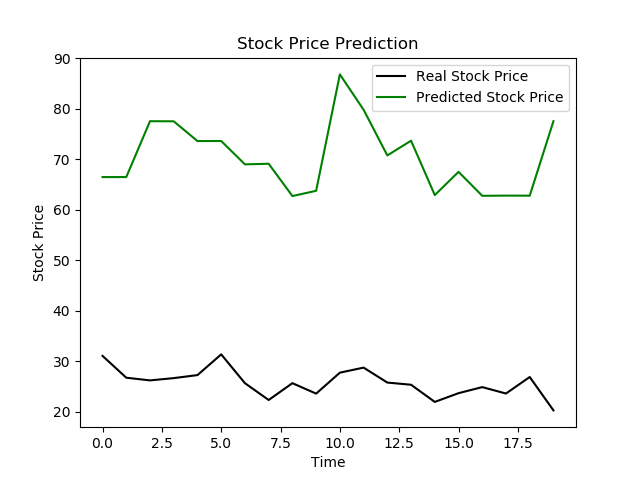 Stock Price Prediction
Real Stock Price
Predicted Stock Price
Stock Price
90
80
70
60
50
40
30
20
0.0 2.5 5.0 7.5 10.0 12.5 15.0 17.5
Time